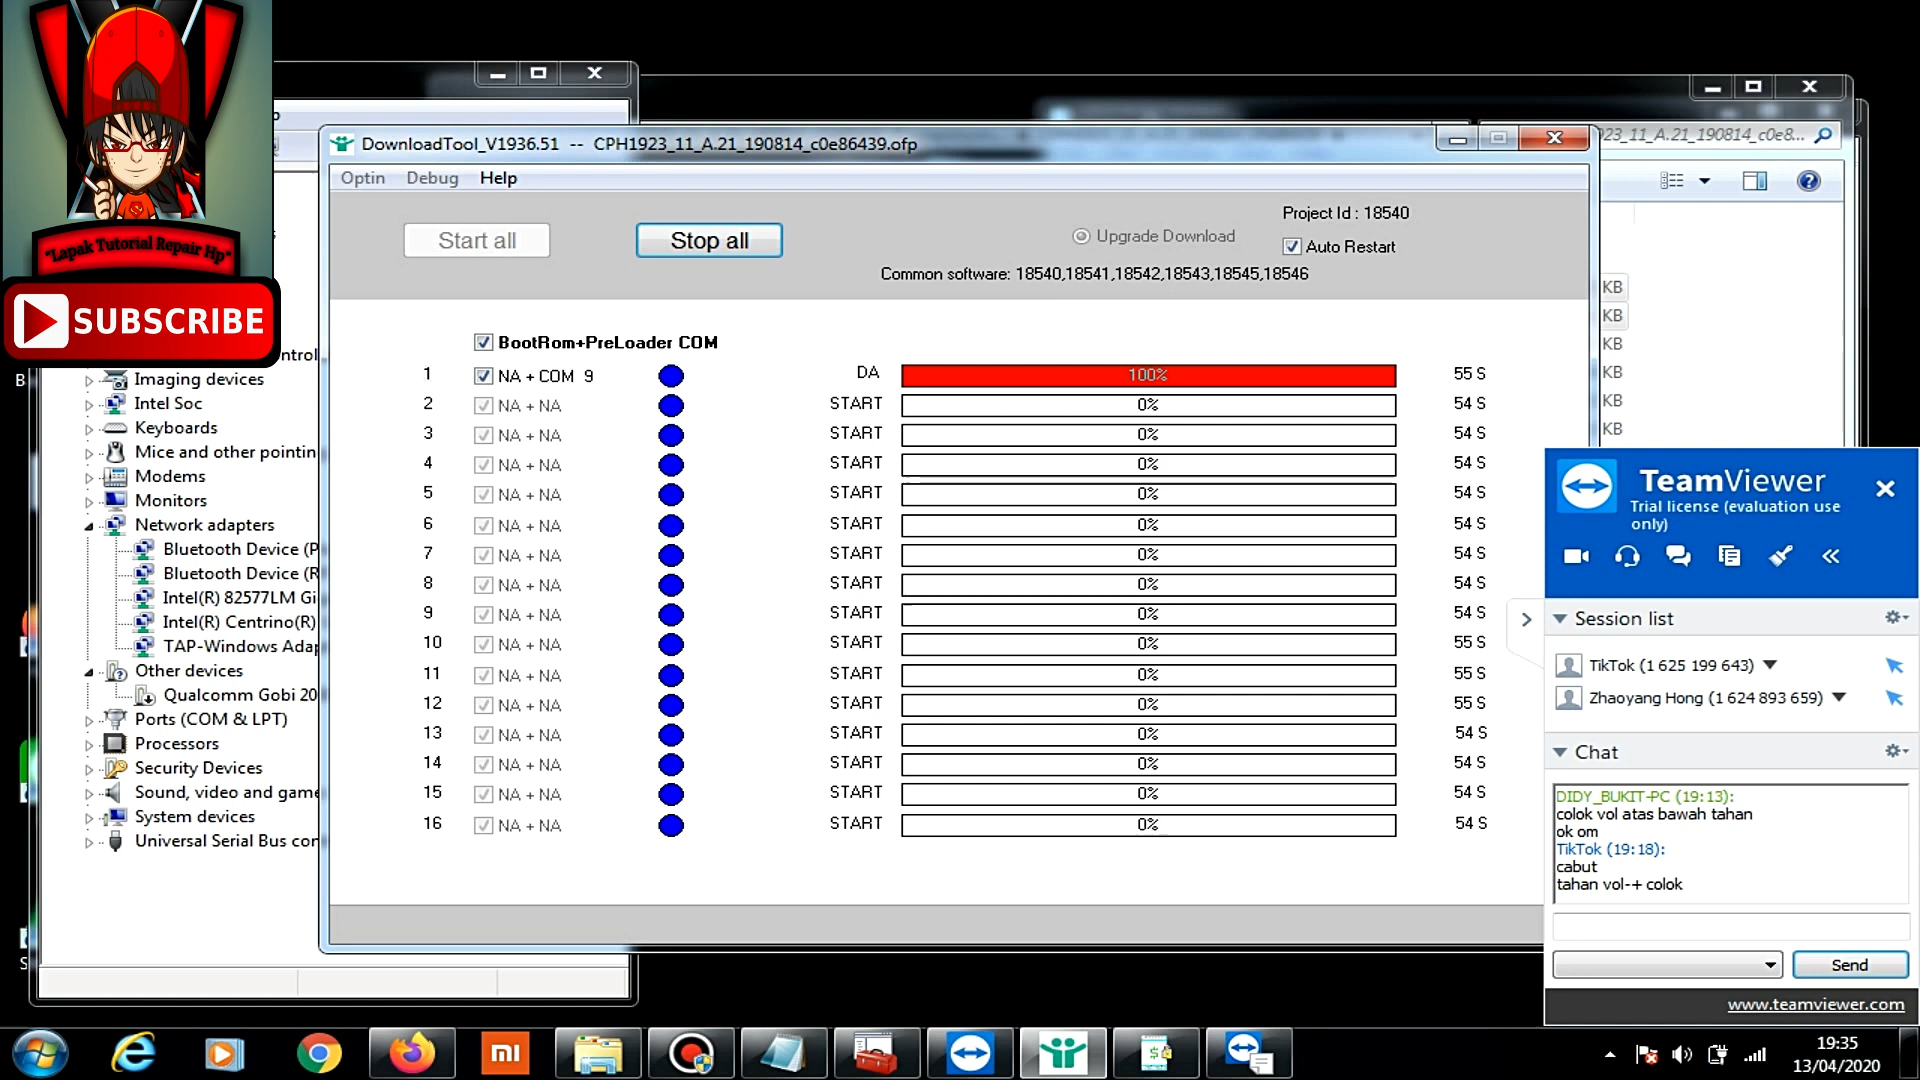 "Lapak Tutorial Repair Hp"
SUBSCRIBE
DownloadTool_V1936.51 -- CPH1923_11_A.21_190814_c0e86439.ofp
Optin Debug Help
Start all
Stop all
Upgrade Download
Project Id : 18540
Auto Restart
Common software: 18540,18541,18542,18543,18545,18546
BootRom+PreLoader COM
1 NA + COM 9 DA 100% 55 S
2 NA + NA START 0% 54 S
3 NA + NA START 0% 54 S
4 NA + NA START 0% 54 S
5 NA + NA START 0% 54 S
6 NA + NA START 0% 54 S
7 NA + NA START 0% 54 S
8 NA + NA START 0% 54 S
9 NA + NA START 0% 54 S
10 NA + NA START 0% 55 S
11 NA + NA START 0% 55 S
12 NA + NA START 0% 55 S
13 NA + NA START 0% 54 S
14 NA + NA START 0% 54 S
15 NA + NA START 0% 54 S
16 NA + NA START 0% 54 S
ntrol
Imaging devices
Intel Soc
Keyboards
Mice and other pointin
Modems
Monitors
Network adapters
Bluetooth Device (P
Bluetooth Device (R
Intel(R) 82577LM Gi
Intel(R) Centrino(R)
TAP-Windows Adap
Other devices
Qualcomm Gobi 20
Ports (COM & LPT)
Processors
Security Devices
Sound, video and game
System devices
Universal Serial Bus con
23_11_A.21_190814_c0e8...
KB
KB
KB
KB
KB
KB
TeamViewer
Trial license (evaluation use
only)
Session list
TikTok (1 625 199 643)
Zhaoyang Hong (1 624 893 659)
Chat
DIDY_BUKIT-PC (19:13):
colok vol atas bawah tahan
ok om
TikTok (19:18):
cabut
tahan vol-+ colok
Send
www.teamviewer.com
mi
19:35
13/04/2020